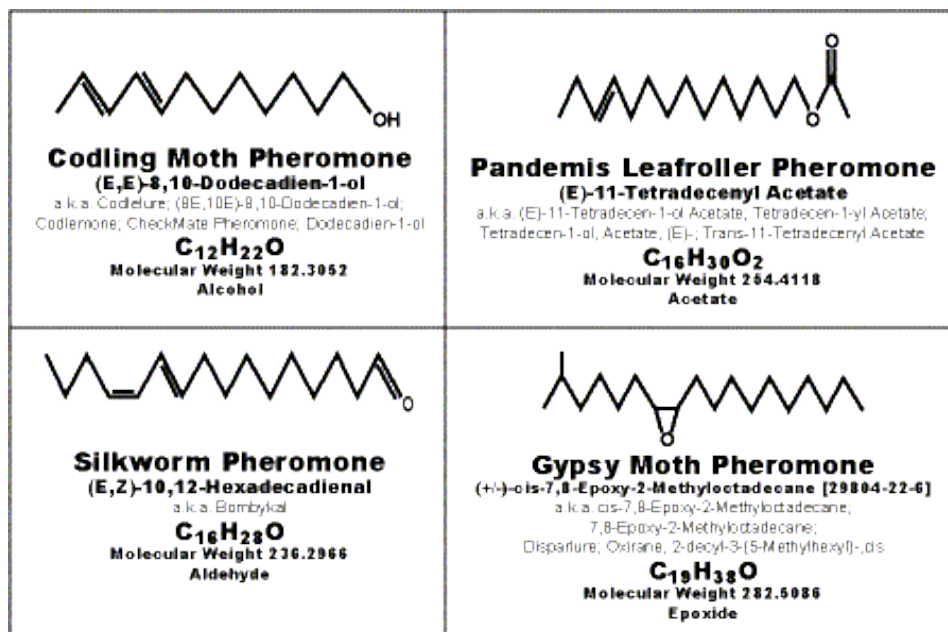 OH
Codling Moth Pheromone
(E,E)-8,10-Dodecadien-1-ol
a.k.a. Codlelure; (8E,10E)-8,10-Dodecadien-1-ol;
Codlemone; CheckMate Pheromone; Dodecadien-1-ol
C₁₂H₂₂O
Molecular Weight 182.3052
Alcohol
O
O
Pandemis Leafroller Pheromone
(E)-11-Tetradecenyl Acetate
a.k.a. (E)-11-Tetradecen-1-ol Acetate; Tetradecen-1-yl Acetate;
Tetradecen-1-ol, Acetate, (E)-; Trans-11-Tetradecenyl Acetate
C₁₆H₃₀O₂
Molecular Weight 254.4118
Acetate
O
Silkworm Pheromone
(E,Z)-10,12-Hexadecadienal
a.k.a. Bombykal
C₁₆H₂₈O
Molecular Weight 236.2966
Aldehyde
O
Gypsy Moth Pheromone
(+/-)-cis-7,8-Epoxy-2-Methyloctadecane [29804-22-6]
a.k.a. cis-7,8-Epoxy-2-Methyloctadecane;
7,8-Epoxy-2-Methyloctadecane;
Disparlure; Oxirane, 2-decyl-3-(5-Methylhexyl)-,cis
C₁₉H₃₈O
Molecular Weight 282.5086
Epoxide